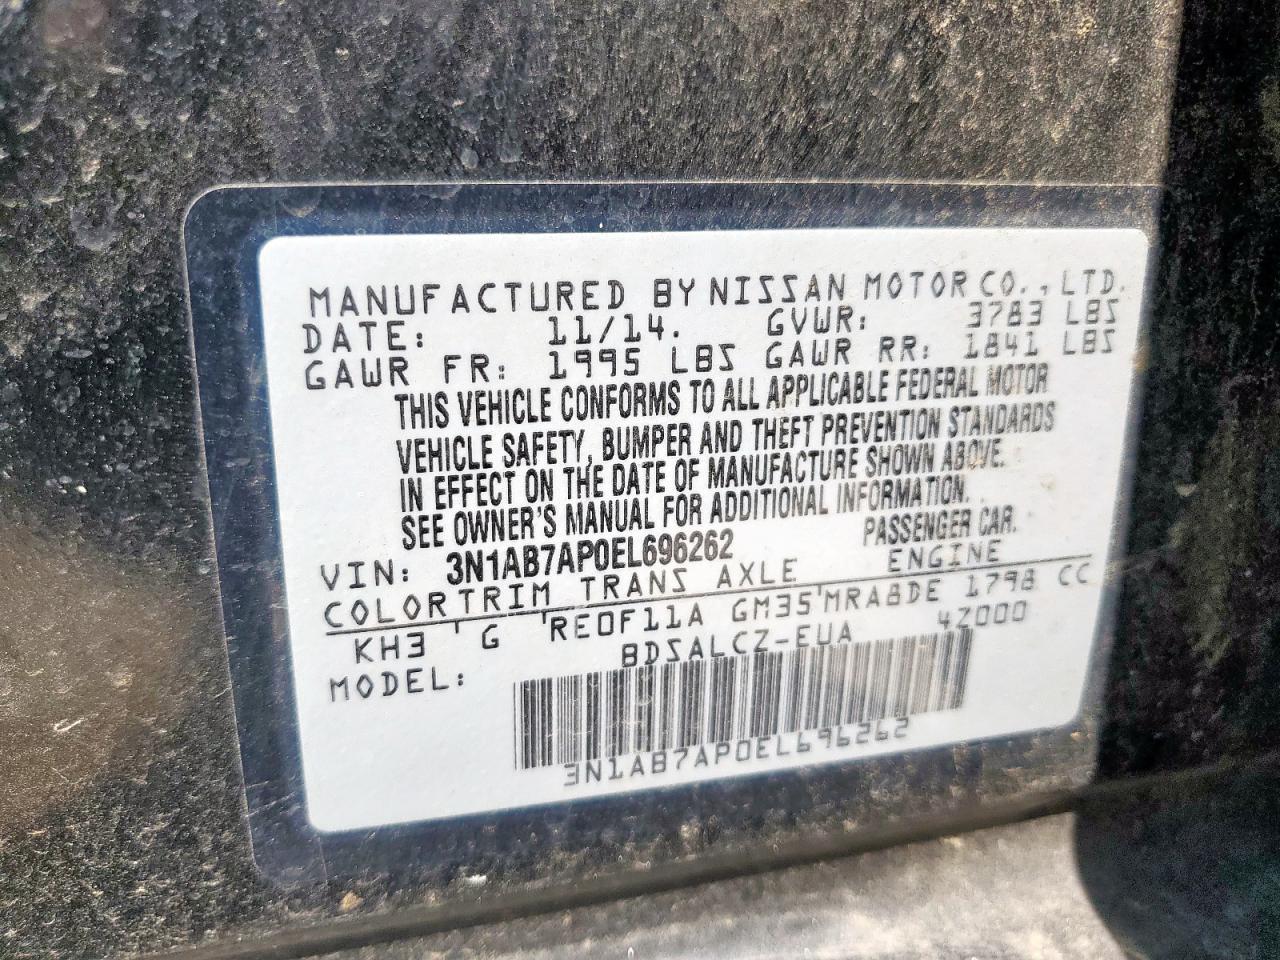 MANUFACTURED BY NISSAN MOTOR CO., LTD.
DATE: 11/14. GVWR: 3783 LBS
GAWR FR: 1995 LBS GAWR RR: 1841 LBS
THIS VEHICLE CONFORMS TO ALL APPLICABLE FEDERAL MOTOR
VEHICLE SAFETY, BUMPER AND THEFT PREVENTION STANDARDS
IN EFFECT ON THE DATE OF MANUFACTURE SHOWN ABOVE.
SEE OWNER'S MANUAL FOR ADDITIONAL INFORMATION.
VIN: 3N1AB7AP0EL696262 PASSENGER CAR.
COLOR TRIM TRANS AXLE ENGINE
KH3 G RE0F11A GM35 MRA8DE 1798 CC
MODEL: BDSALCZ-EUA 4Z000
3N1AB7AP0EL696262